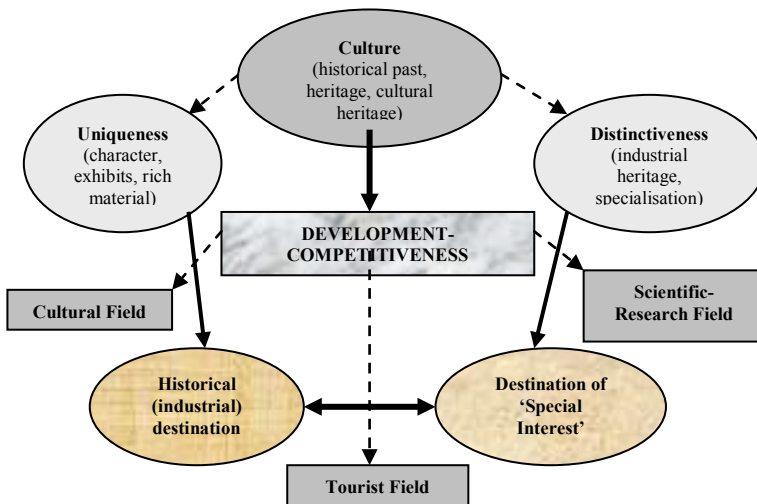 Culture
(historical past,
heritage, cultural
heritage)
Uniqueness
(character,
exhibits, rich
material)
Distinctiveness
(industrial
heritage,
specialisation)
DEVELOPMENT-
COMPETITIVENESS
Cultural Field
Scientific-
Research Field
Historical
(industrial)
destination
Destination of
‘Special
Interest’
Tourist Field